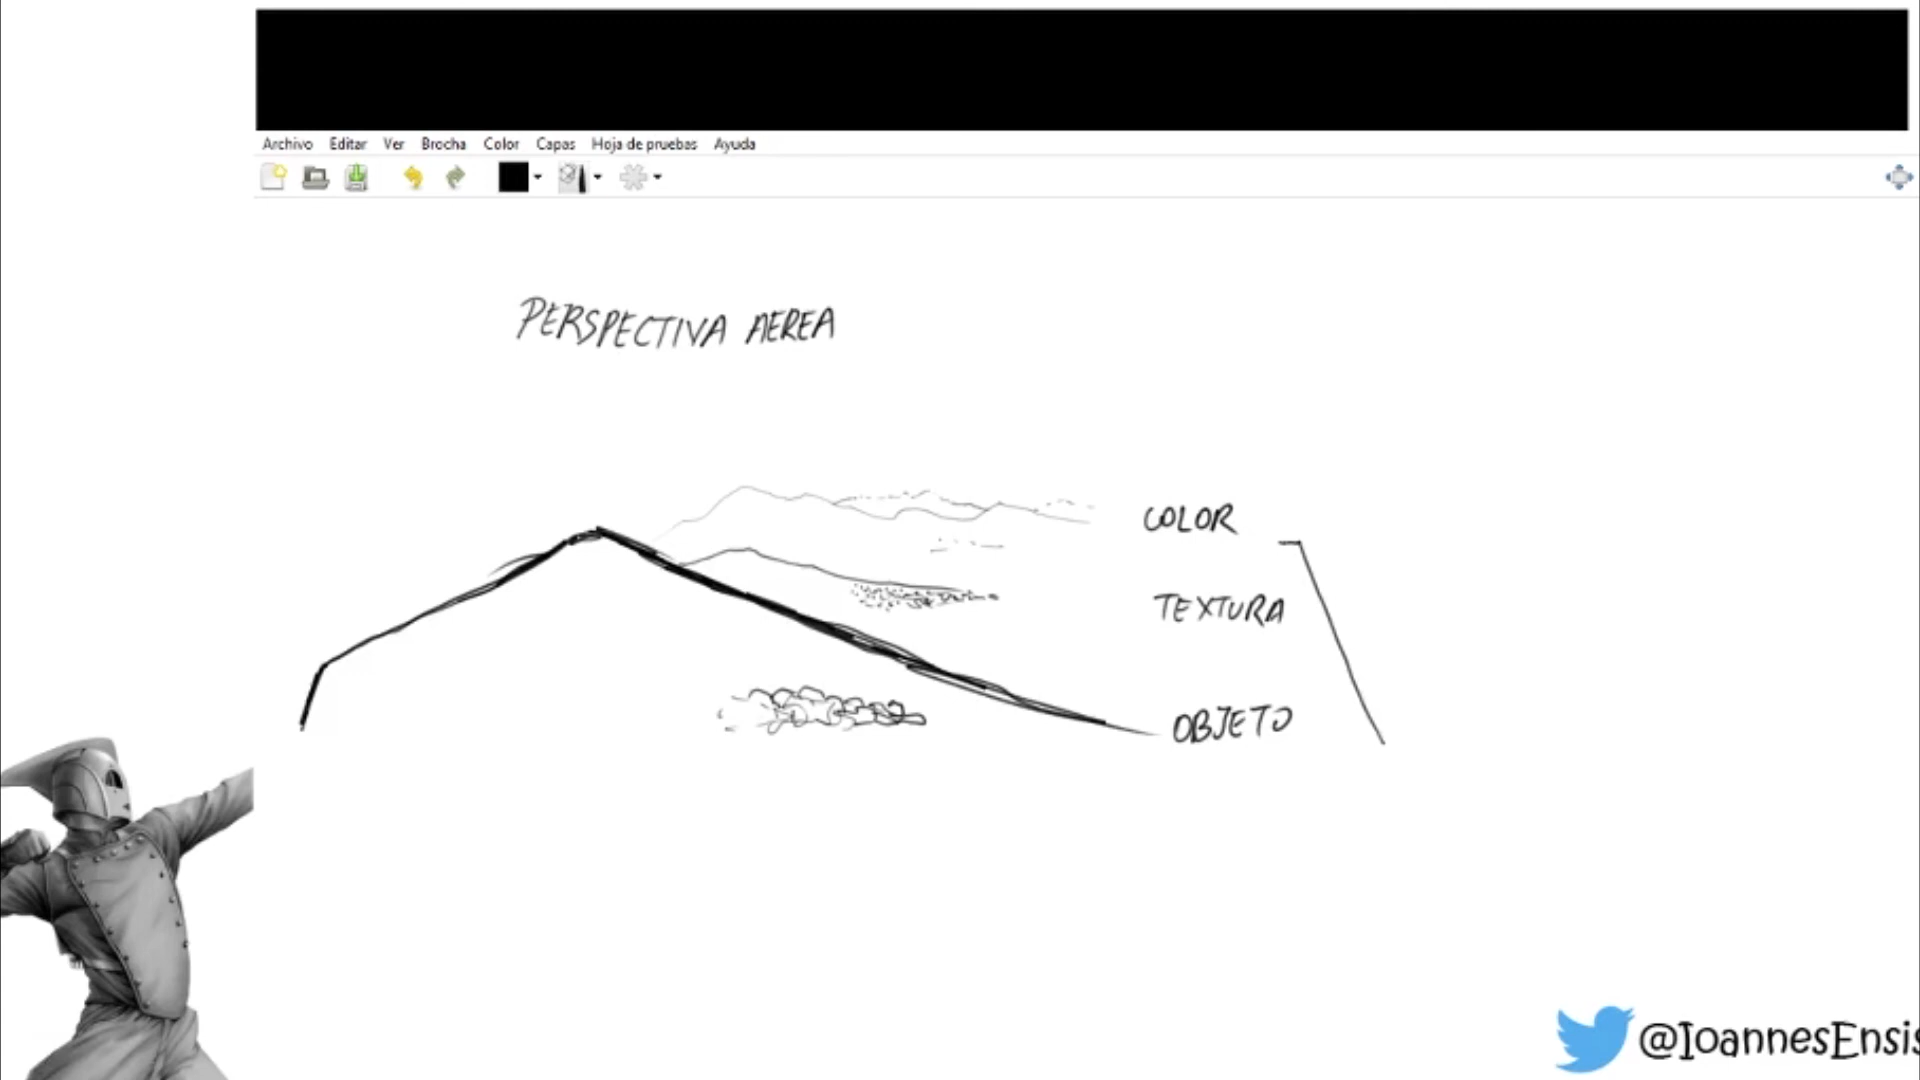 Archivo Editar Ver Brocha Color Capas Hoja de pruebas Ayuda
PERSPECTIVA AEREA
COLOR
TEXTURA
OBJETO
@IoannesEnsis